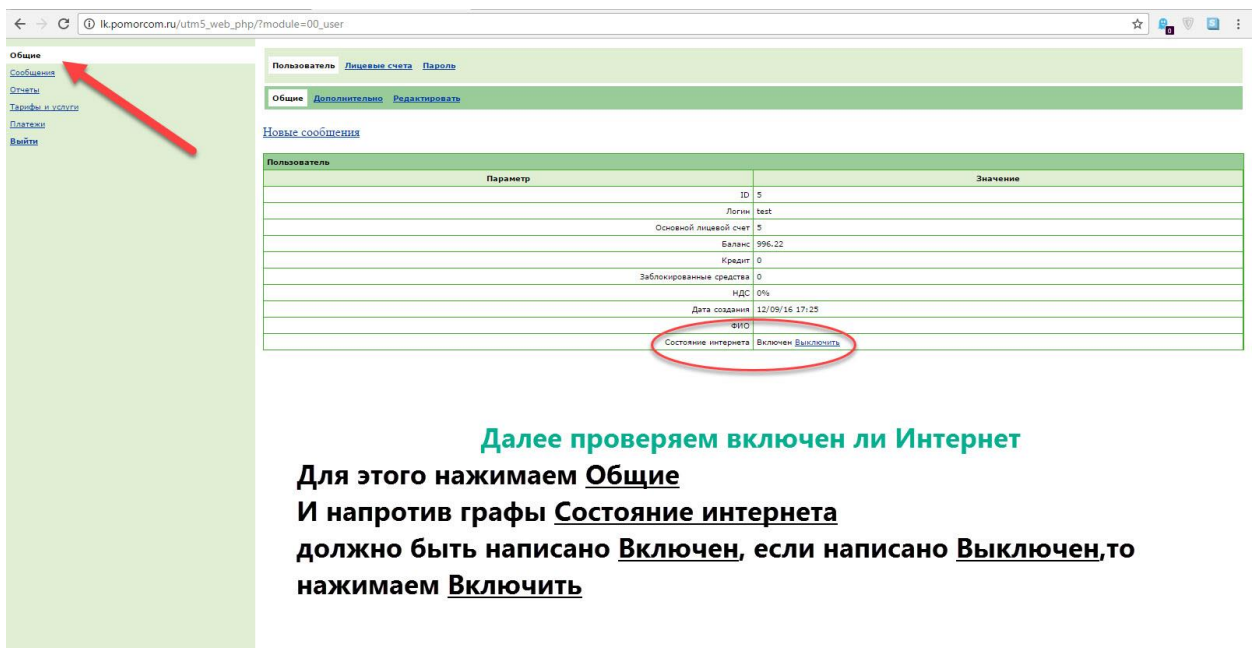 lk.pomorcom.ru/utm5_web_php/?module=00_user
0
S
Общие
Сообщения
Отчеты
Тарифы и услуги
Платежи
Выйти
Пользователь Лицевые счета Пароль
Общие Дополнительно Редактировать
Новые сообщения
Пользователь
Параметр Значение
ID 5
Логин test
Основной лицевой счет 5
Баланс 996.22
Кредит 0
Заблокированные средства 0
НДС 0%
Дата создания 12/09/16 17:25
ФИО
Состояние интернета Включен Выключить
Далее проверяем включен ли Интернет
Для этого нажимаем Общие
И напротив графы Состояние интернета
должно быть написано Включен, если написано Выключен,то
нажимаем Включить